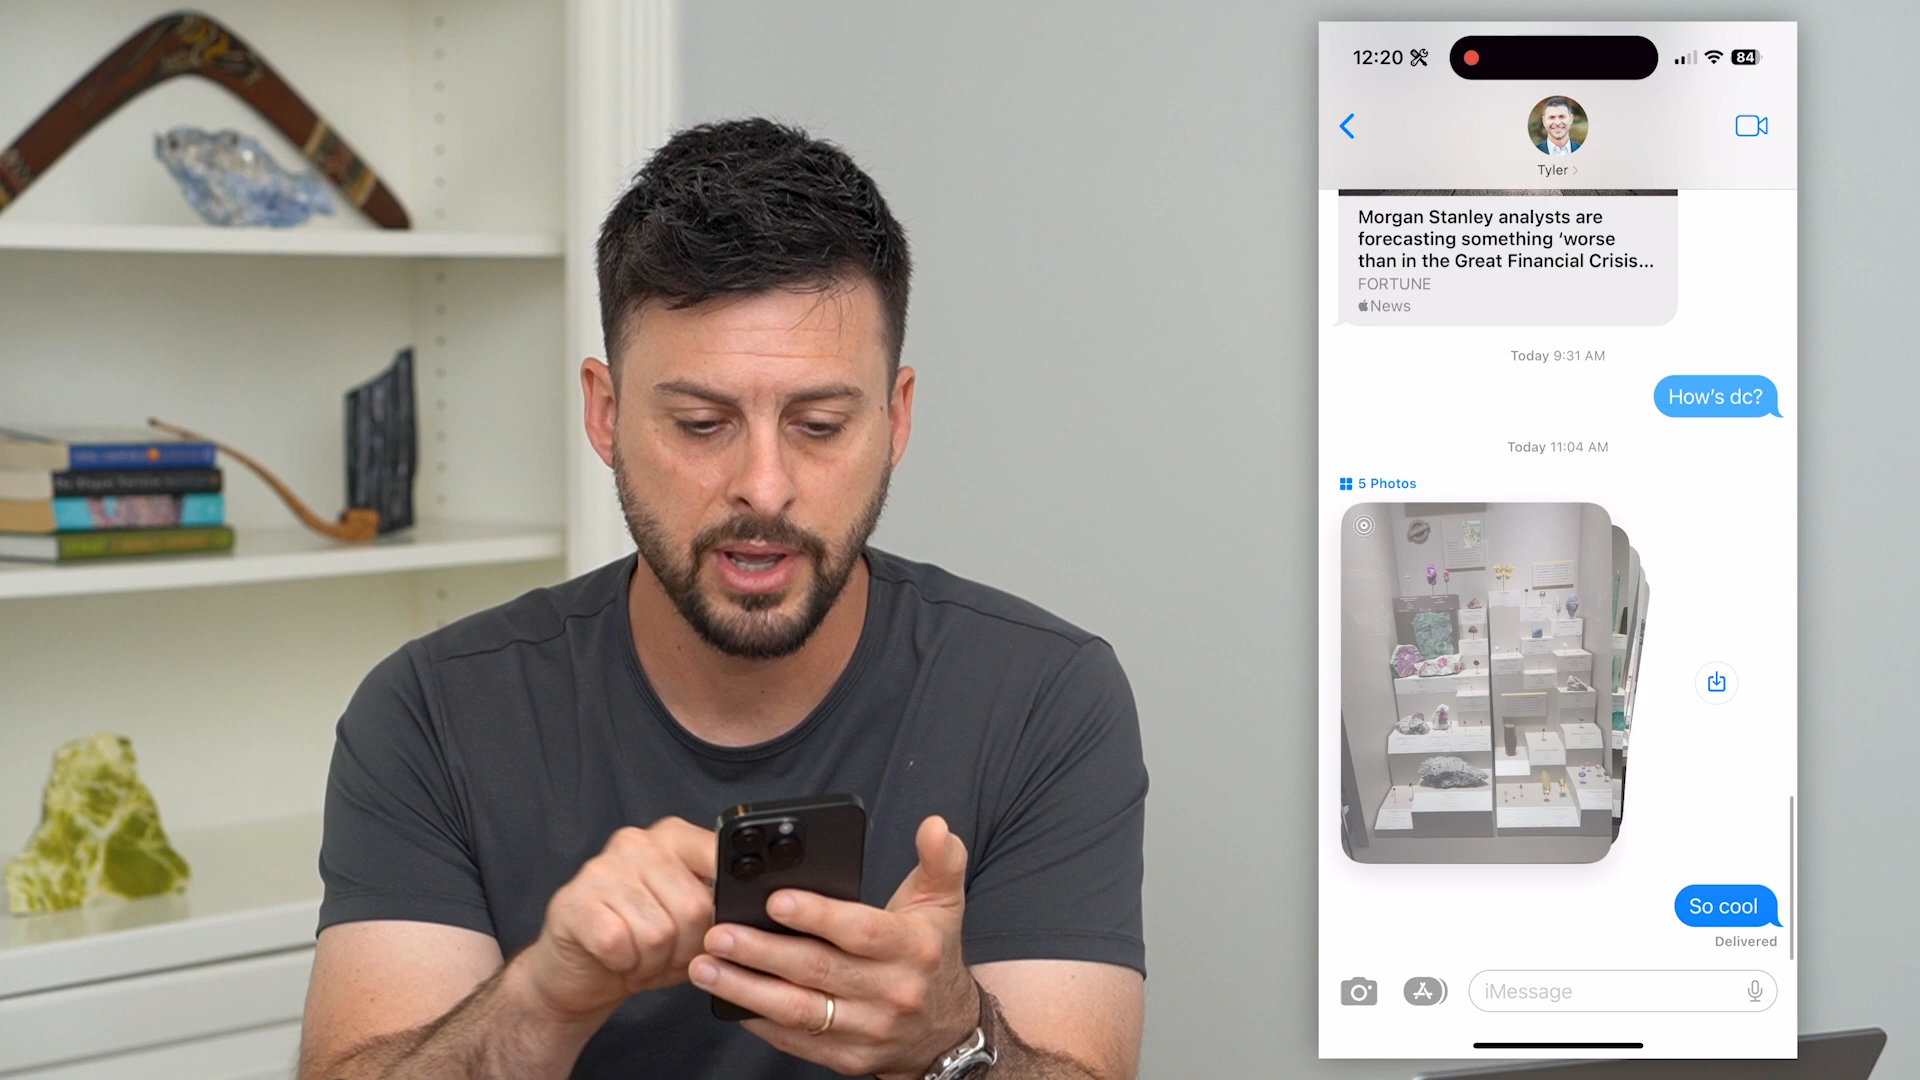 12:20
84
Tyler
Morgan Stanley analysts are
forecasting something ‘worse
than in the Great Financial Crisis...
FORTUNE
News
Today 9:31 AM
How's dc?
Today 11:04 AM
5 Photos
So cool
Delivered
iMessage